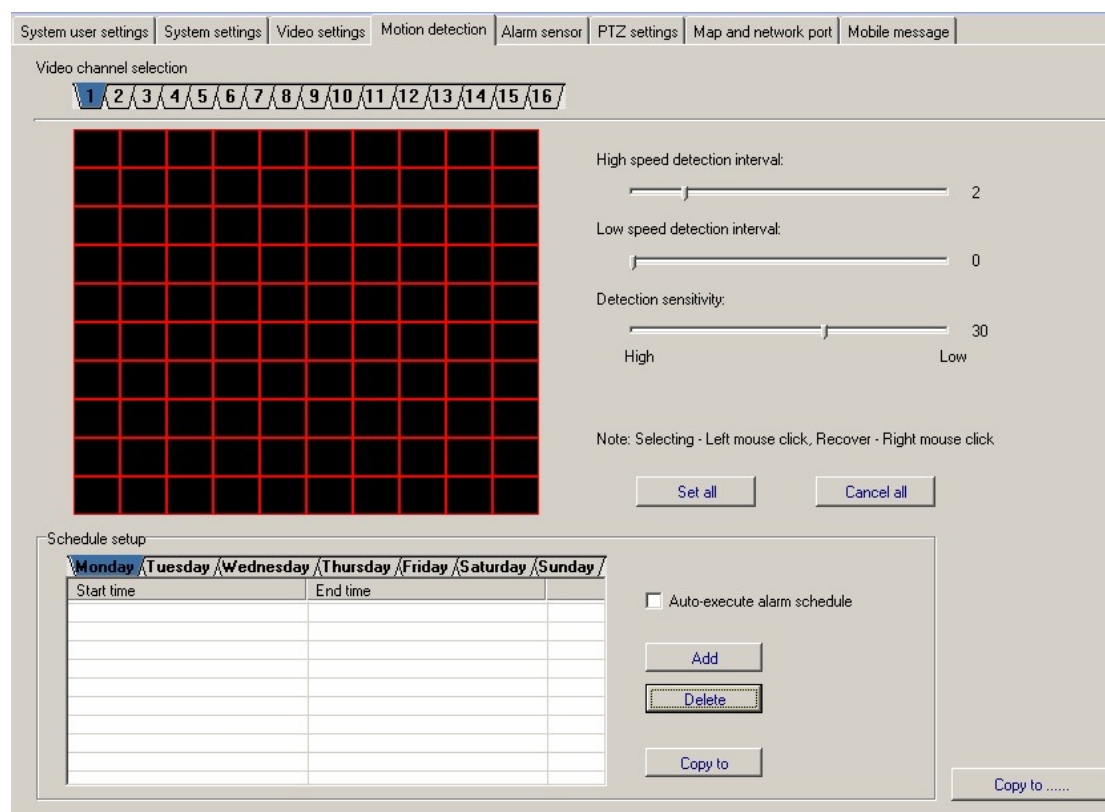 System user settings System settings Video settings Motion detection Alarm sensor PTZ settings Map and network port Mobile message
Video channel selection
1 2 3 4 5 6 7 8 9 10 11 12 13 14 15 16
High speed detection interval:
2
Low speed detection interval:
0
Detection sensitivity:
30
High Low
Note: Selecting - Left mouse click, Recover - Right mouse click
Set all Cancel all
Schedule setup
Monday Tuesday Wednesday Thursday Friday Saturday Sunday
Start time End time
Auto-execute alarm schedule
Add
Delete
Copy to
Copy to ......